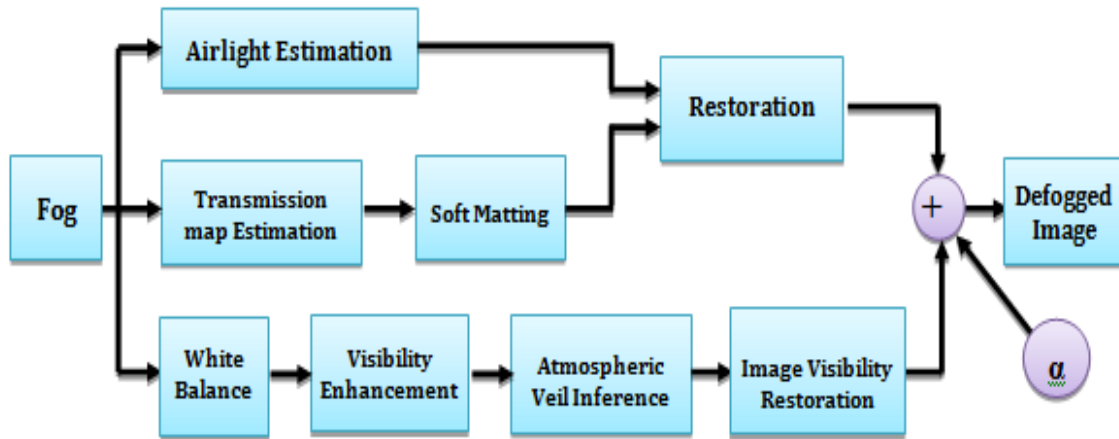 Airlight Estimation
Restoration
Fog
Transmission
map Estimation
Soft Matting
+
Defogged
Image
White
Balance
Visibility
Enhancement
Atmospheric
Veil Inference
Image Visibility
Restoration
α